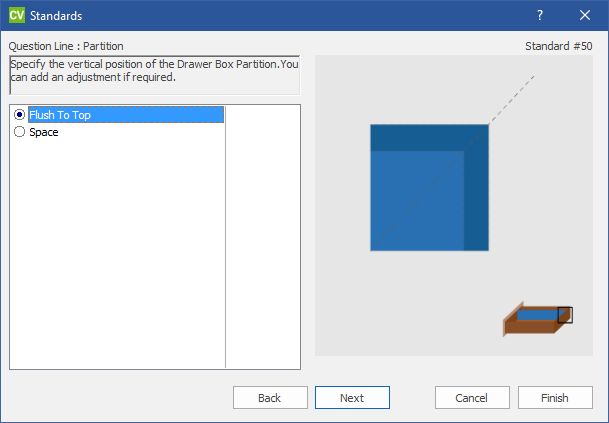 CV Standards ?
Question Line : Partition
Standard #50
Specify the vertical position of the Drawer Box Partition.You
can add an adjustment if required.
Flush To Top
Space
Back Next Cancel Finish